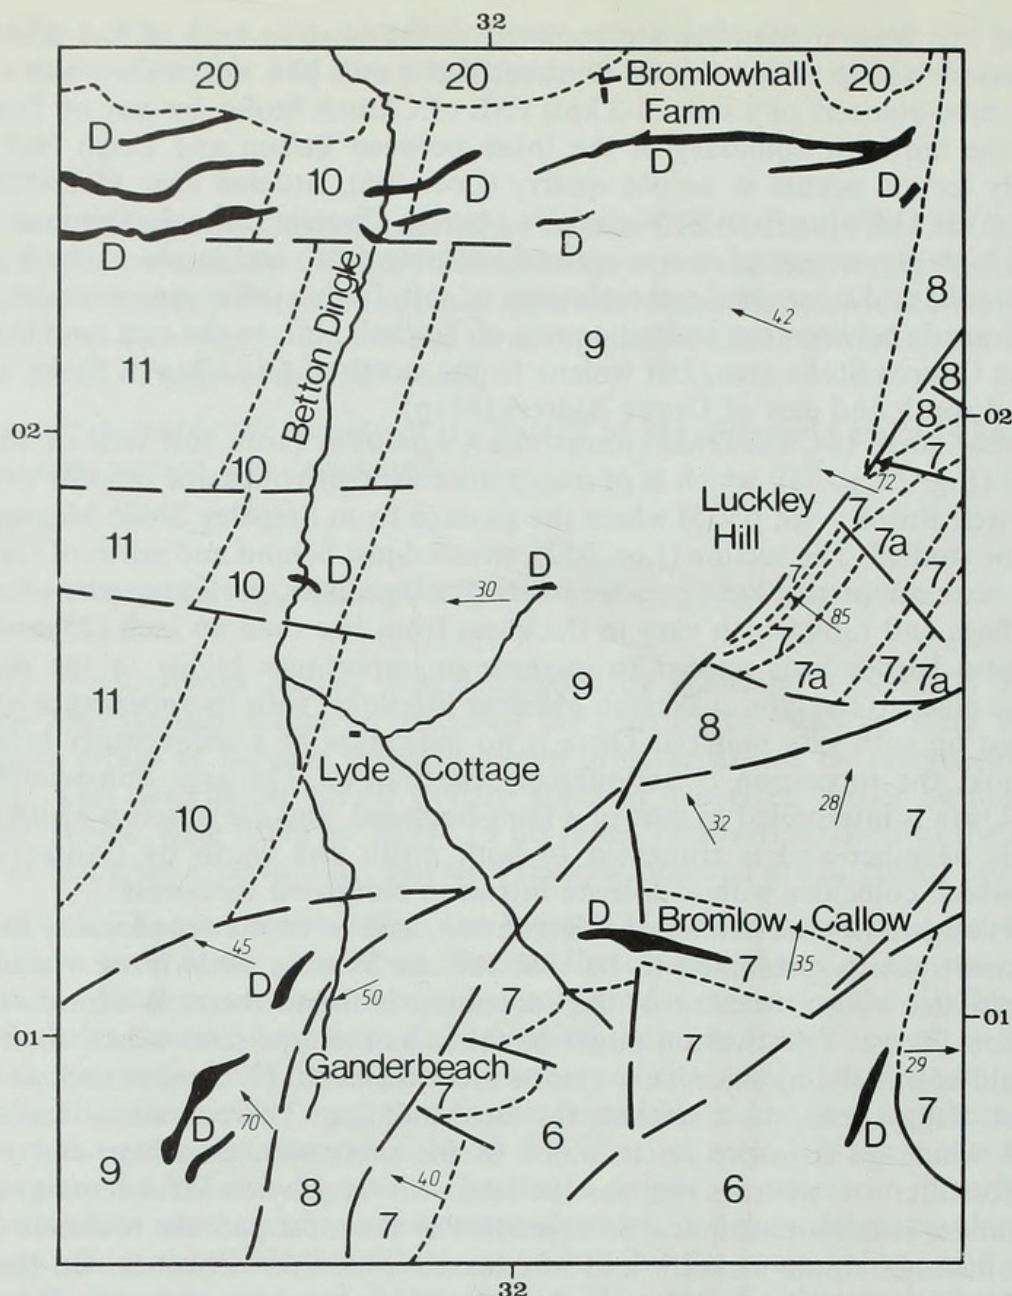 32
20
20
Bromlowhall
20
Farm
D
D
10
D
D
D
D
D
8
Betton Dingle
42
9
11
8
8
02
02
7
10
72
Luckley
Hill
7
7a
11
7
10
D
D
30
7
85
7
9
7a
7
7a
11
8
Lyde Cottage
28
32
10
7
7
D
Bromlow Callow
45
7
35
D
50
7
01
01
7
Ganderbeach
29
7
7
70
D
D
6
9
40
6
8
7
32